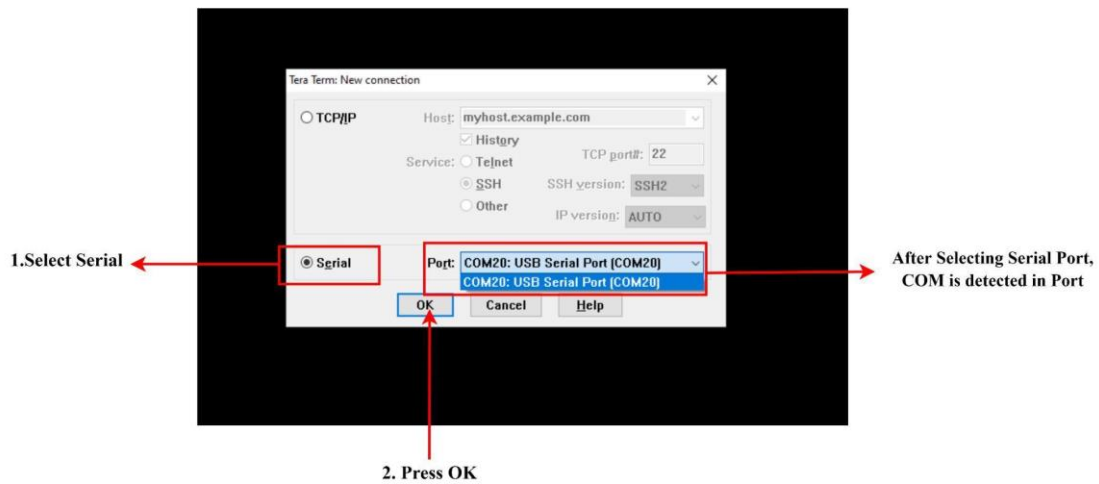 Tera Term: New connection
TCP/IP
Host: myhost.example.com
History
Service: Telnet
TCP port#: 22
SSH
SSH version: SSH2
Other
IP version: AUTO
1.Select Serial
Serial
Port: COM20: USB Serial Port (COM20)
COM20: USB Serial Port (COM20)
After Selecting Serial Port,
COM is detected in Port
OK
Cancel
Help
2. Press OK